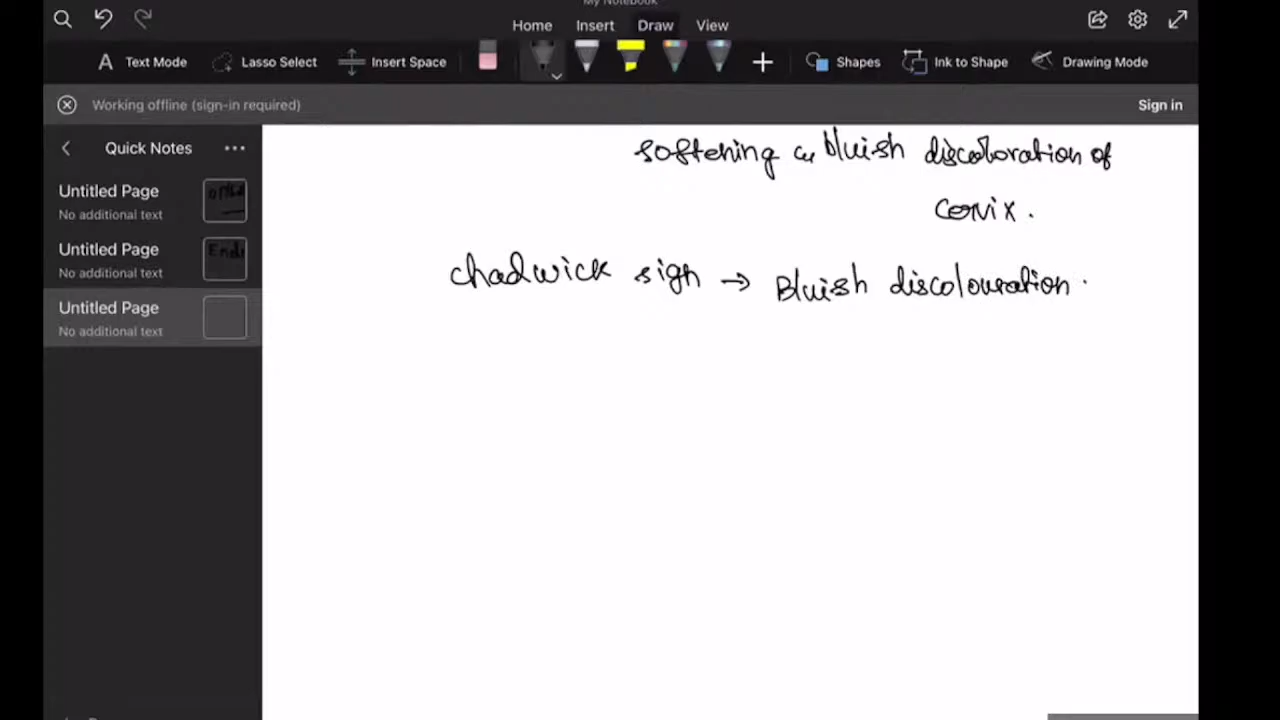 My Notebook
Home Insert Draw View
Text Mode Lasso Select Insert Space Shapes Ink to Shape Drawing Mode
Working offline (sign-in required) Sign in
Quick Notes
Untitled Page
No additional text
Untitled Page
No additional text
Untitled Page
No additional text
softening bluish discoloration of
cervix.
chadwick sign → Bluish discolouration.